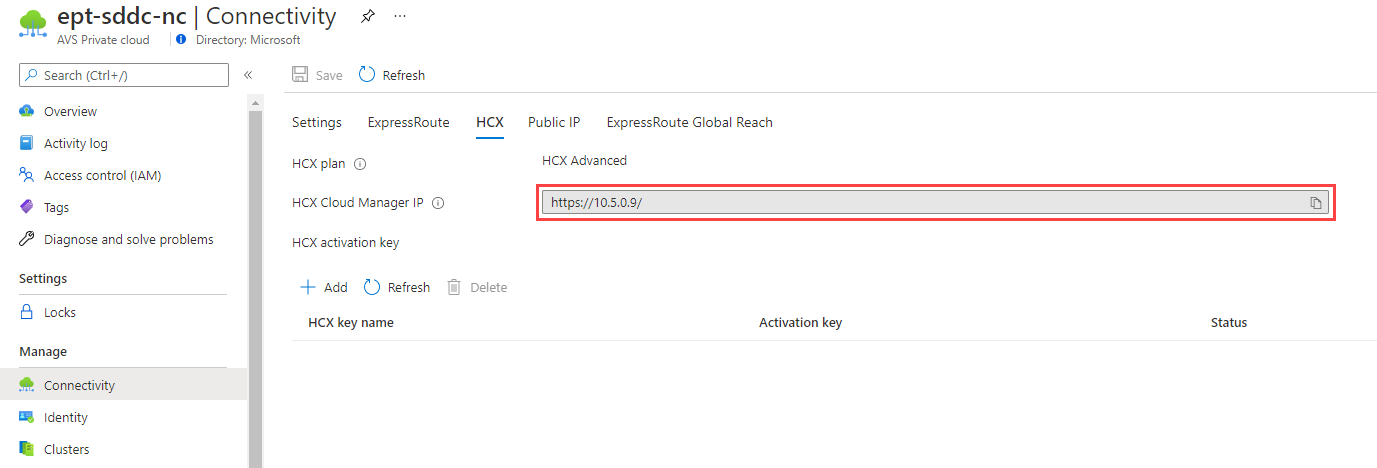 ept-sddc-nc | Connectivity
AVS Private cloud
Directory: Microsoft
Search (Ctrl+/)
Overview
Activity log
Access control (IAM)
Tags
Diagnose and solve problems
Settings
Locks
Manage
Connectivity
Identity
Clusters
Save Refresh
Settings ExpressRoute HCX Public IP ExpressRoute Global Reach
HCX plan HCX Advanced
HCX Cloud Manager IP https://10.5.0.9/
HCX activation key
Add Refresh Delete
HCX key name Activation key Status